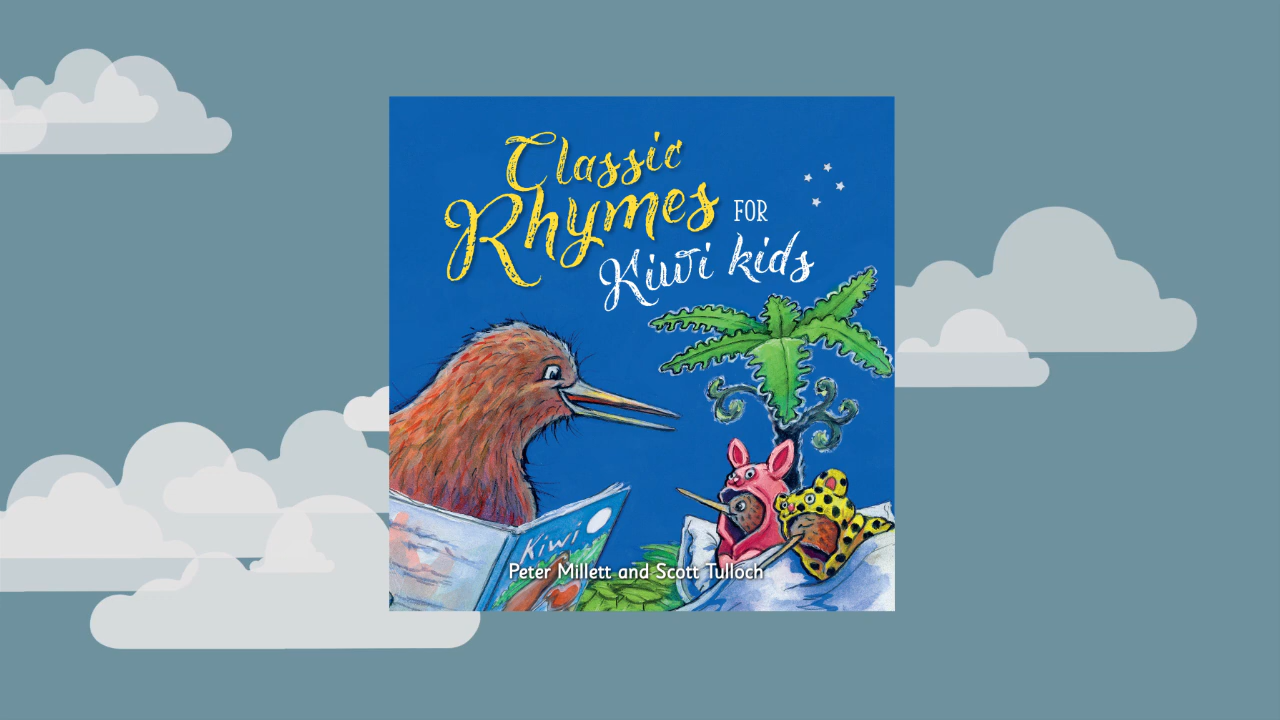 Classic
Rhymes FOR
Kiwi kids
Kiwi
Peter Millett and Scott Tulloch